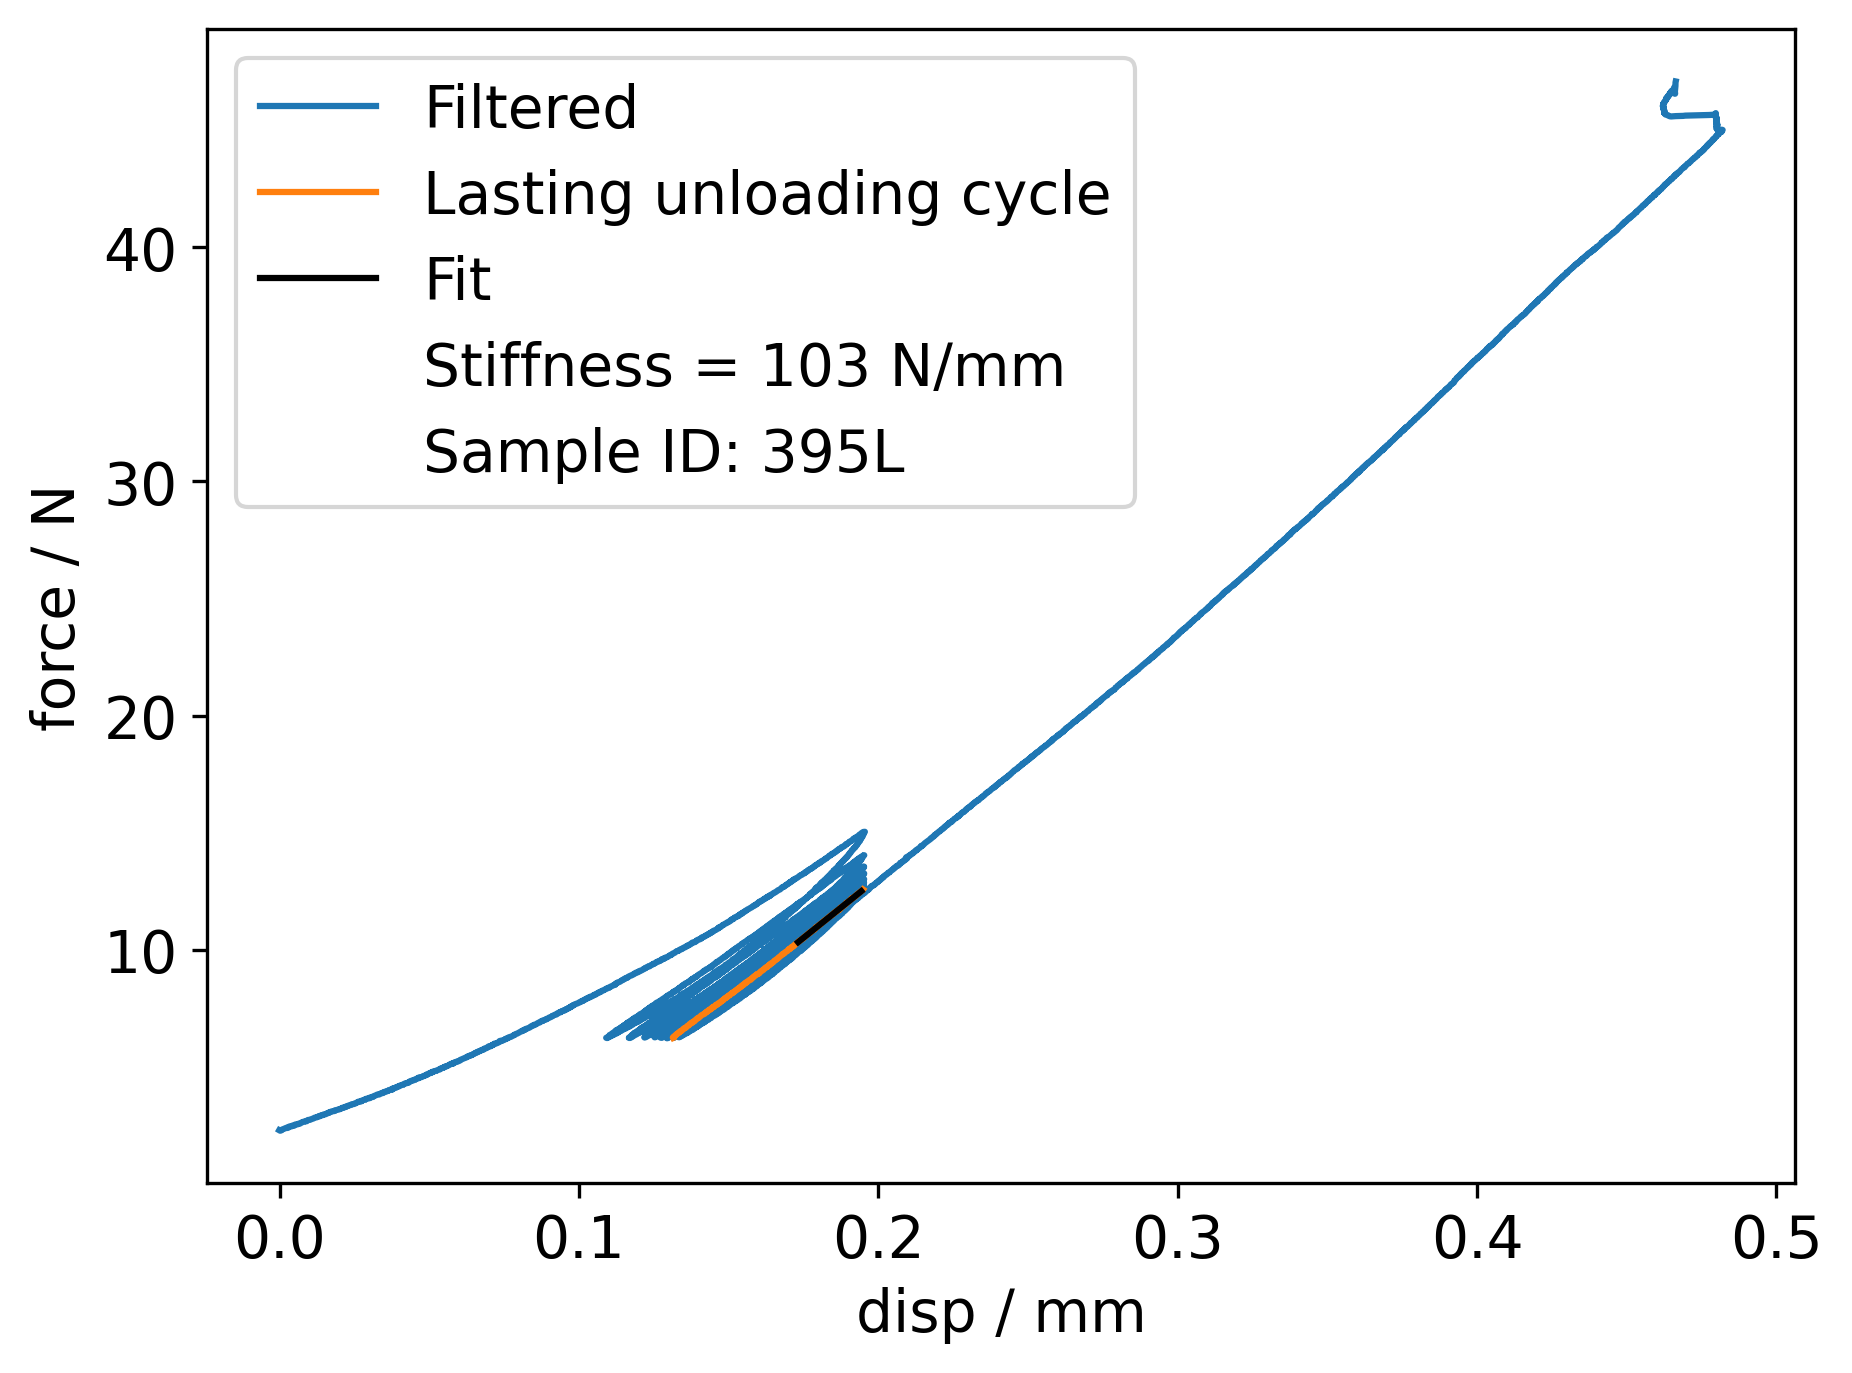 Filtered
Lasting unloading cycle
Fit
Stiffness = 103 N/mm
Sample ID: 395L
40
30
20
10
force / N
0.0 0.1 0.2 0.3 0.4 0.5
disp / mm